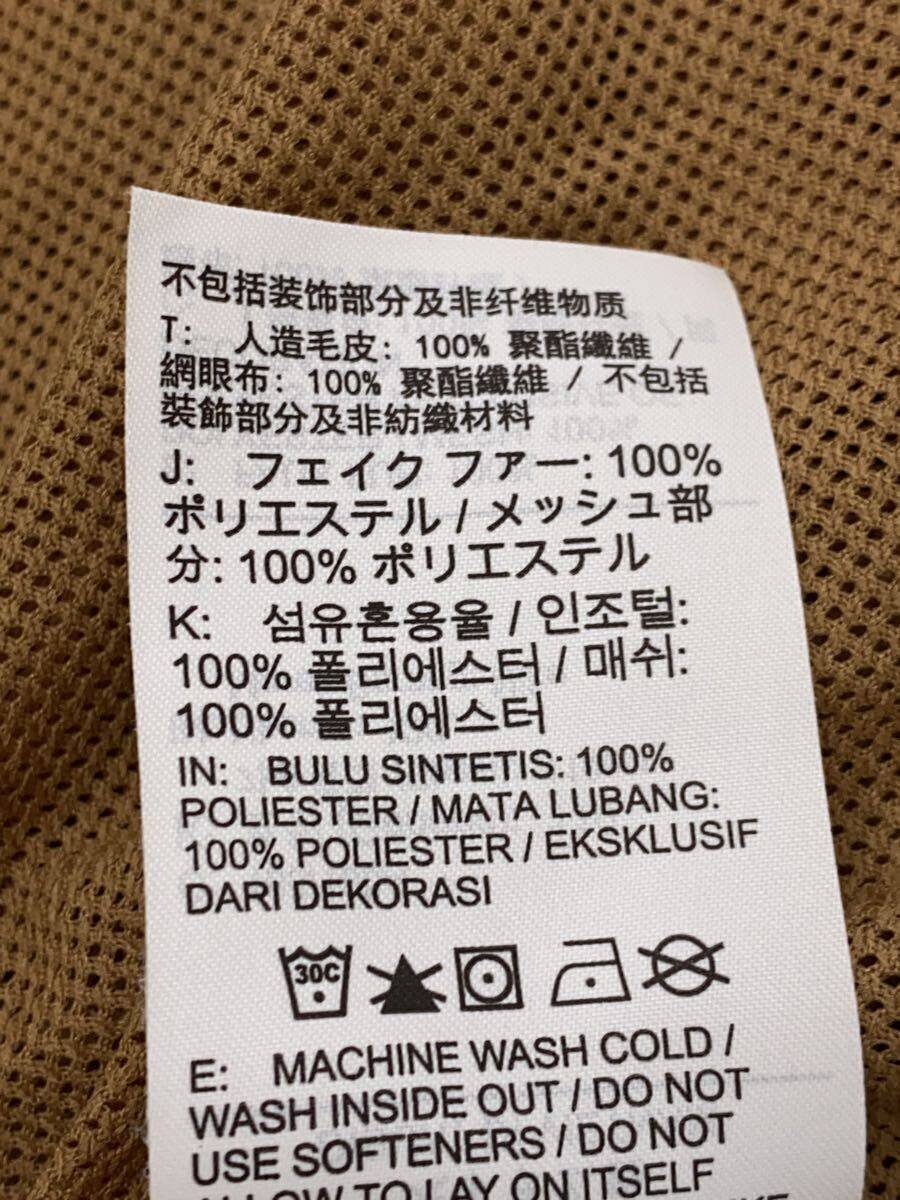 不包括装饰部分及非纤维物质
T: 人造毛皮: 100% 聚酯纖維 /
網眼布: 100% 聚酯纖維 / 不包括
裝飾部分及非紡織材料
J: フェイク ファー: 100%
ポリエステル / メッシュ部
分: 100% ポリエステル
K: 섬유혼용율 / 인조털:
100% 폴리에스터 / 매쉬:
100% 폴리에스터
IN: BULU SINTETIS: 100%
POLIESTER / MATA LUBANG:
100% POLIESTER / EKSKLUSIF
DARI DEKORASI
30C
E: MACHINE WASH COLD /
WASH INSIDE OUT / DO NOT
USE SOFTENERS / DO NOT
ALLOW TO LAY ON ITSELF